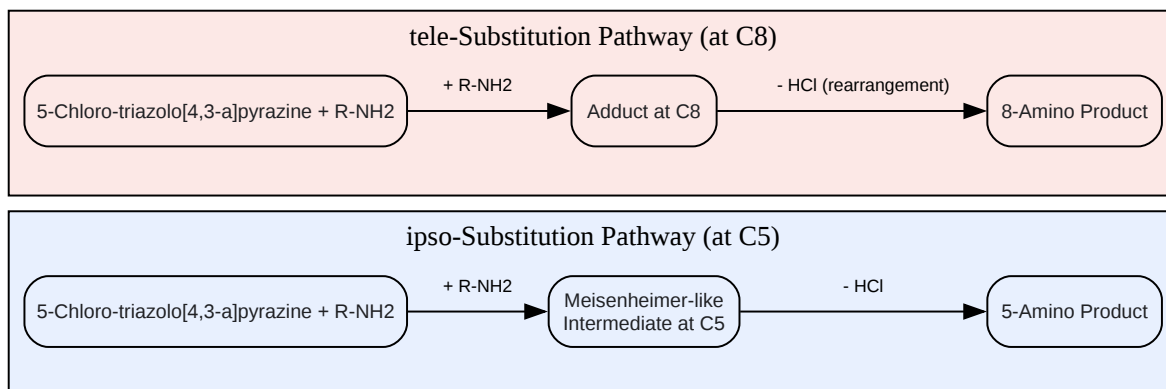 tele-Substitution Pathway (at C8)
+ R-NH2
- HCl (rearrangement)
5-Chloro-triazolo[4,3-a]pyrazine + R-NH2
Adduct at C8
8-Amino Product
ipso-Substitution Pathway (at C5)
+ R-NH2
- HCl
5-Chloro-triazolo[4,3-a]pyrazine + R-NH2
Meisenheimer-like
Intermediate at C5
5-Amino Product